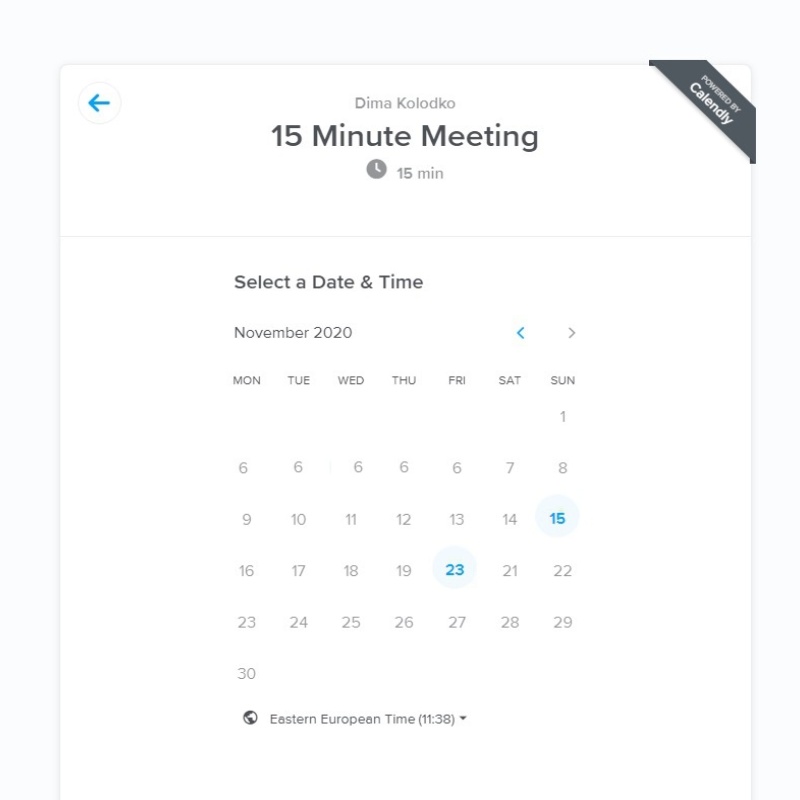 POWERED BY
Calendly
Dima Kolodko
15 Minute Meeting
15 min
Select a Date & Time
November 2020
MON TUE WED THU FRI SAT SUN
1
6 6 6 6 6 7 8
9 10 11 12 13 14 15
16 17 18 19 23 21 22
23 24 25 26 27 28 29
30
Eastern European Time (11:38)